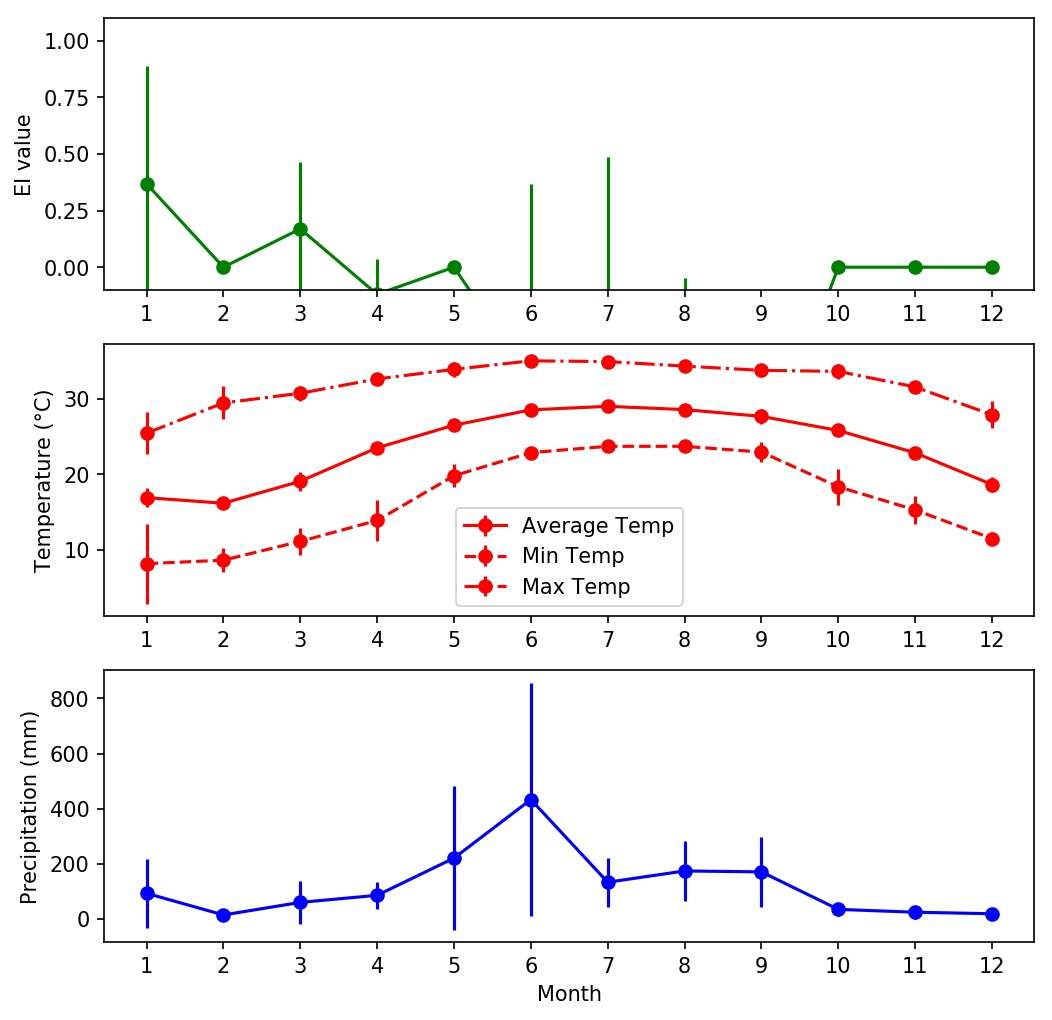 EI value
1.00
0.75
0.50
0.25
0.00
1 2 3 4 5 6 7 8 9 10 11 12
Temperature (°C)
30
20
10
Average Temp
Min Temp
Max Temp
1 2 3 4 5 6 7 8 9 10 11 12
Precipitation (mm)
800
600
400
200
0
1 2 3 4 5 6 7 8 9 10 11 12
Month